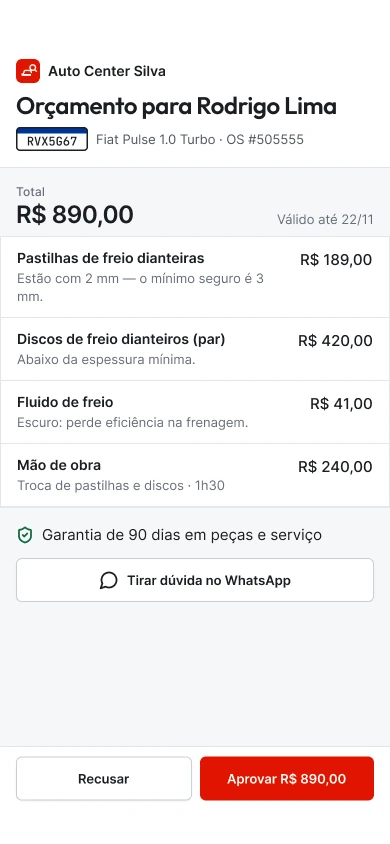 Auto Center Silva
Orçamento para Rodrigo Lima
RVX5G67 Fiat Pulse 1.0 Turbo · OS #505555
Total
R$ 890,00 Válido até 22/11
Pastilhas de freio dianteiras R$ 189,00
Estão com 2 mm — o mínimo seguro é 3
mm.
Discos de freio dianteiros (par) R$ 420,00
Abaixo da espessura mínima.
Fluido de freio R$ 41,00
Escuro: perde eficiência na frenagem.
Mão de obra R$ 240,00
Troca de pastilhas e discos · 1h30
Garantia de 90 dias em peças e serviço
Tirar dúvida no WhatsApp
Recusar Aprovar R$ 890,00